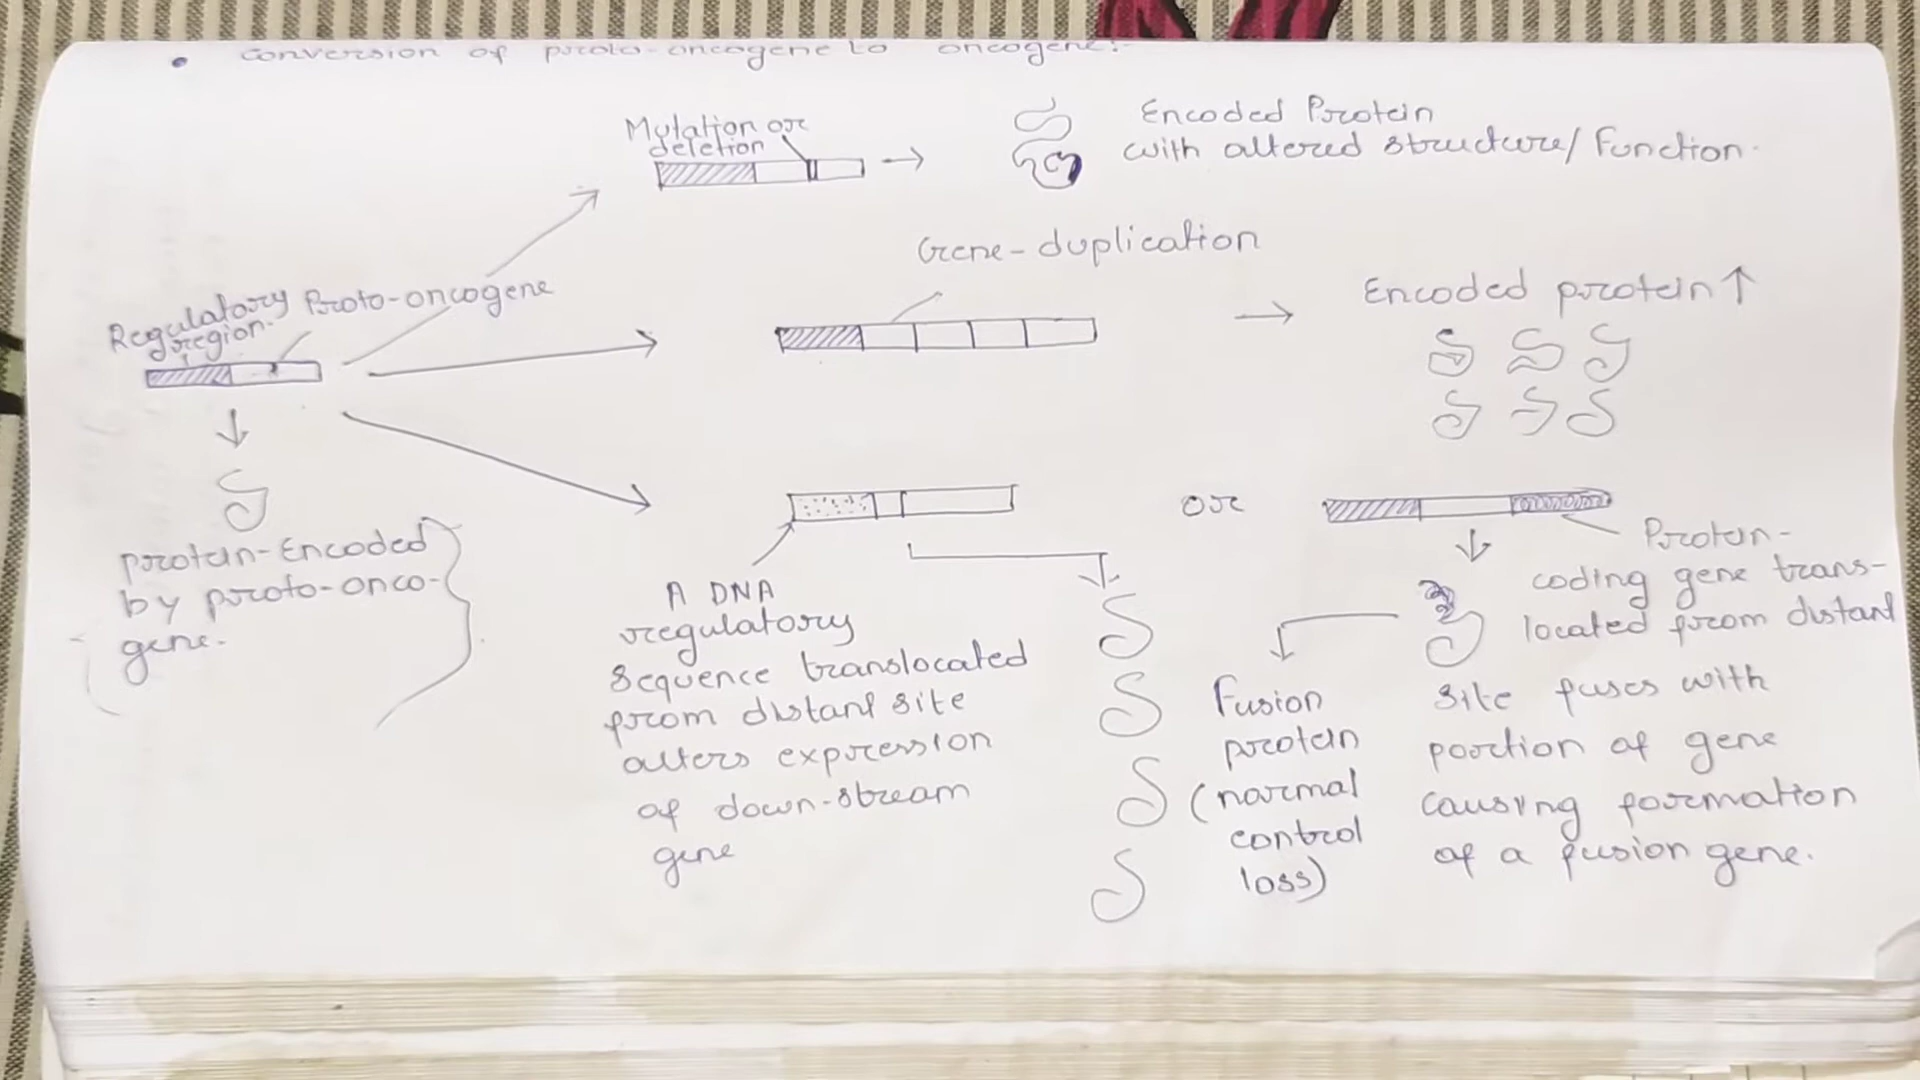 • Conversion of proto-oncogene to oncogene:-
Mutation or
deletion
Encoded Protein
with altered structure/Function.
Gene-duplication
Encoded protein↑
Regulatory
region.
Proto-oncogene
Protein-Encoded
by proto-onco-
gene.
A DNA
regulatory
sequence translocated
from distant site
alters expression
of down-stream
gene
or
Fusion
protein
(normal
control
loss)
Protein-
coding gene trans-
located from distant
site fuses with
portion of gene
causing formation
of a fusion gene.